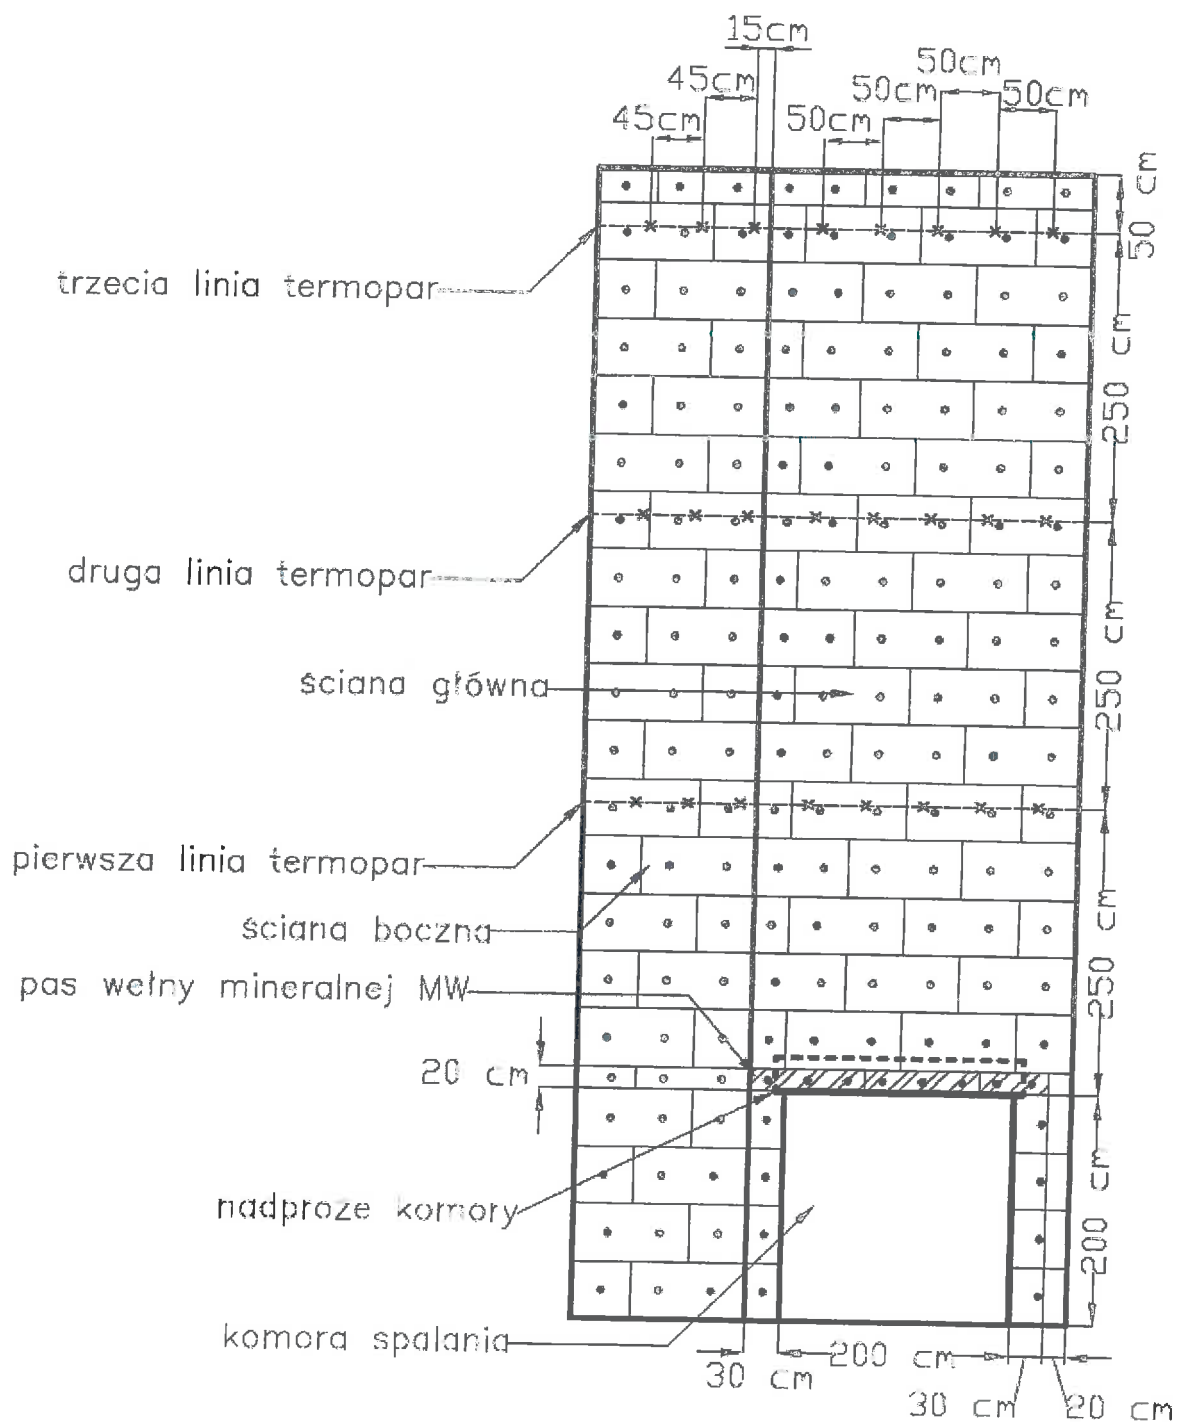 15cm
50cm
45cm
50cm
50cm
45cm
50cm
50 cm
trzecia linia termopar
250 cm
druga linia termopar
ściana główna
250 cm
pierwsza linia termopar
ściana boczna
pas wełny mineralnej MW
250 cm
20 cm
nadproże komory
200 cm
komora spalania
30 cm
200 cm
30 cm
20 cm